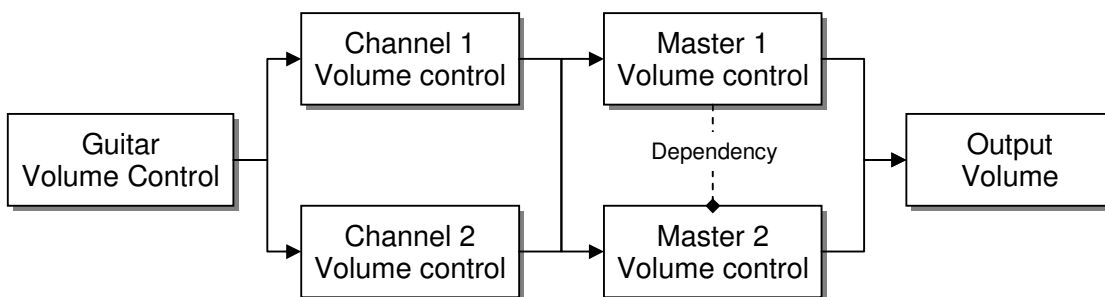 Guitar
Volume Control
Channel 1
Volume control
Channel 2
Volume control
Master 1
Volume control
Dependency
Master 2
Volume control
Output
Volume